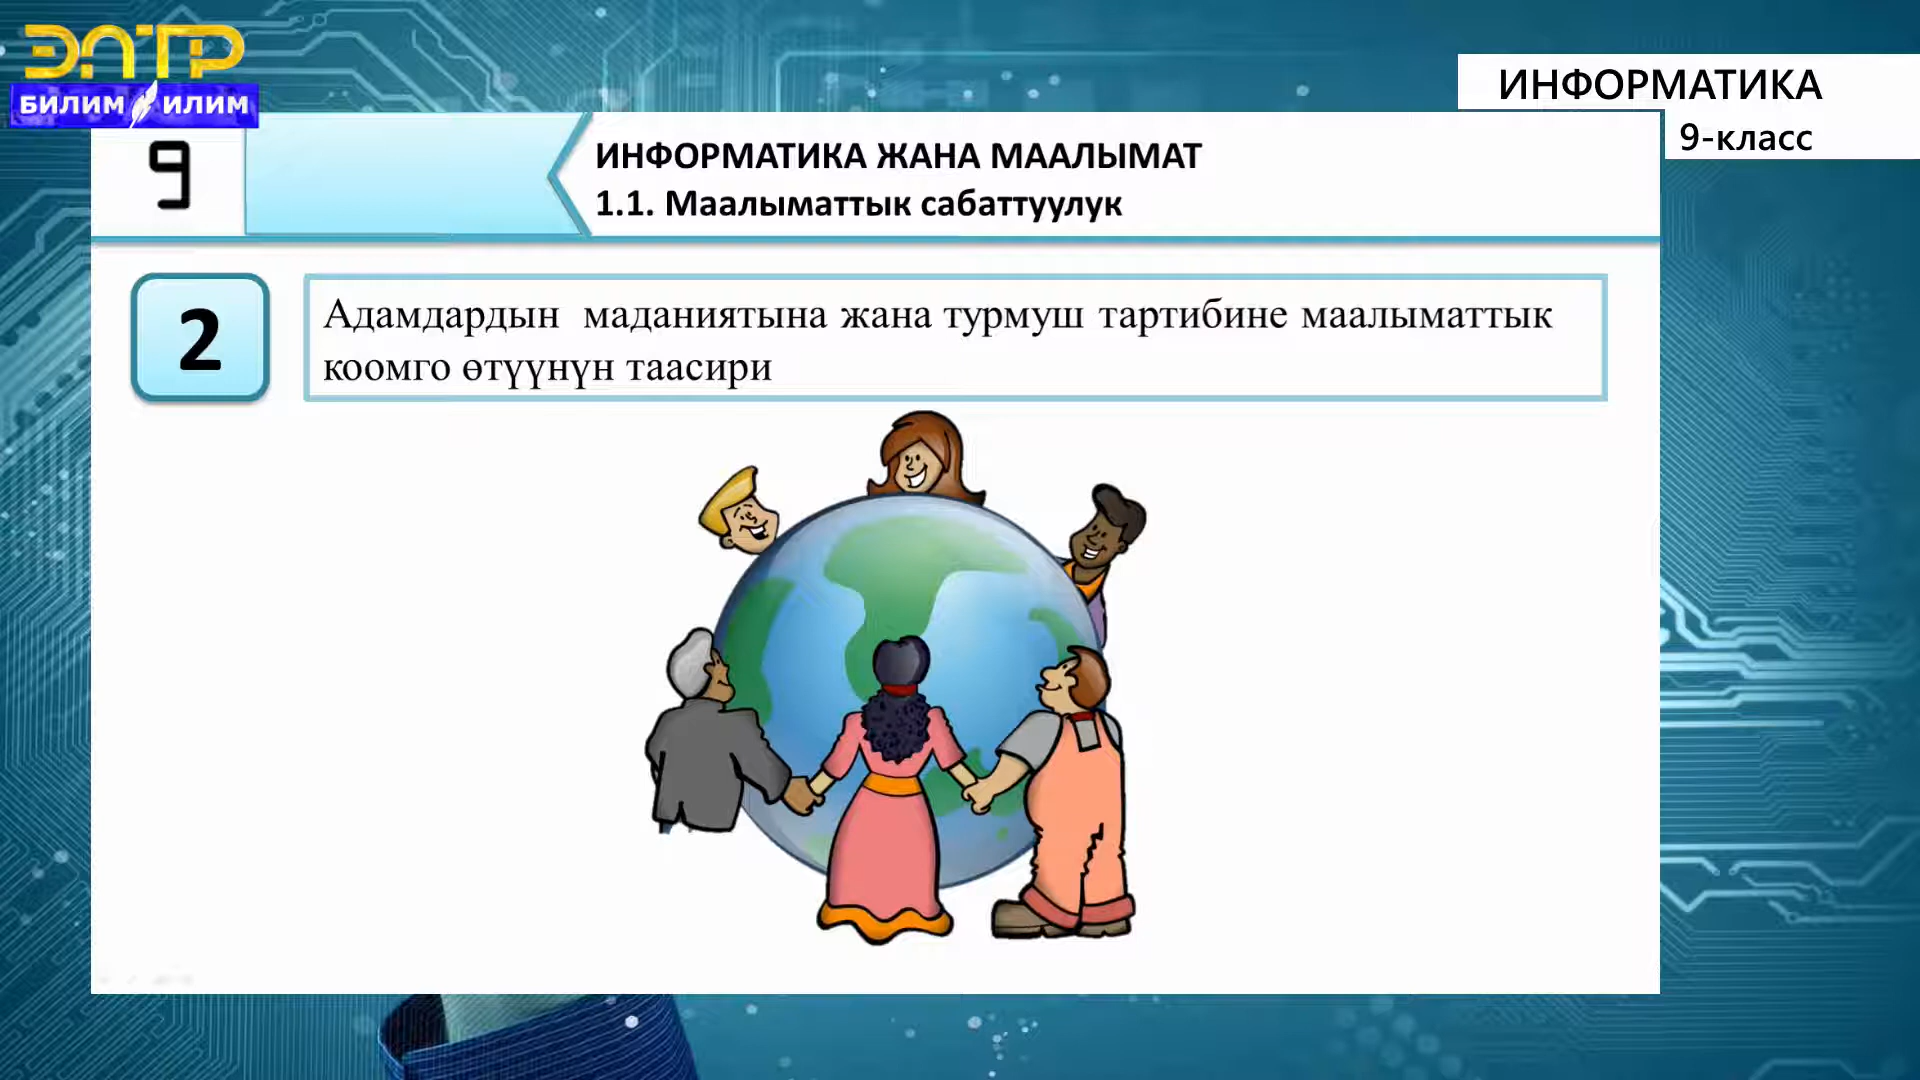 ЭЛТР
БИЛИМ ИЛИМ
ИНФОРМАТИКА
9-класс
9
ИНФОРМАТИКА ЖАНА МААЛЫМАТ
1.1. Маалыматтык сабаттуулук
2
Адамдардын маданиятына жана турмуш тартибине маалыматтык
коомго өтүүнүн таасири